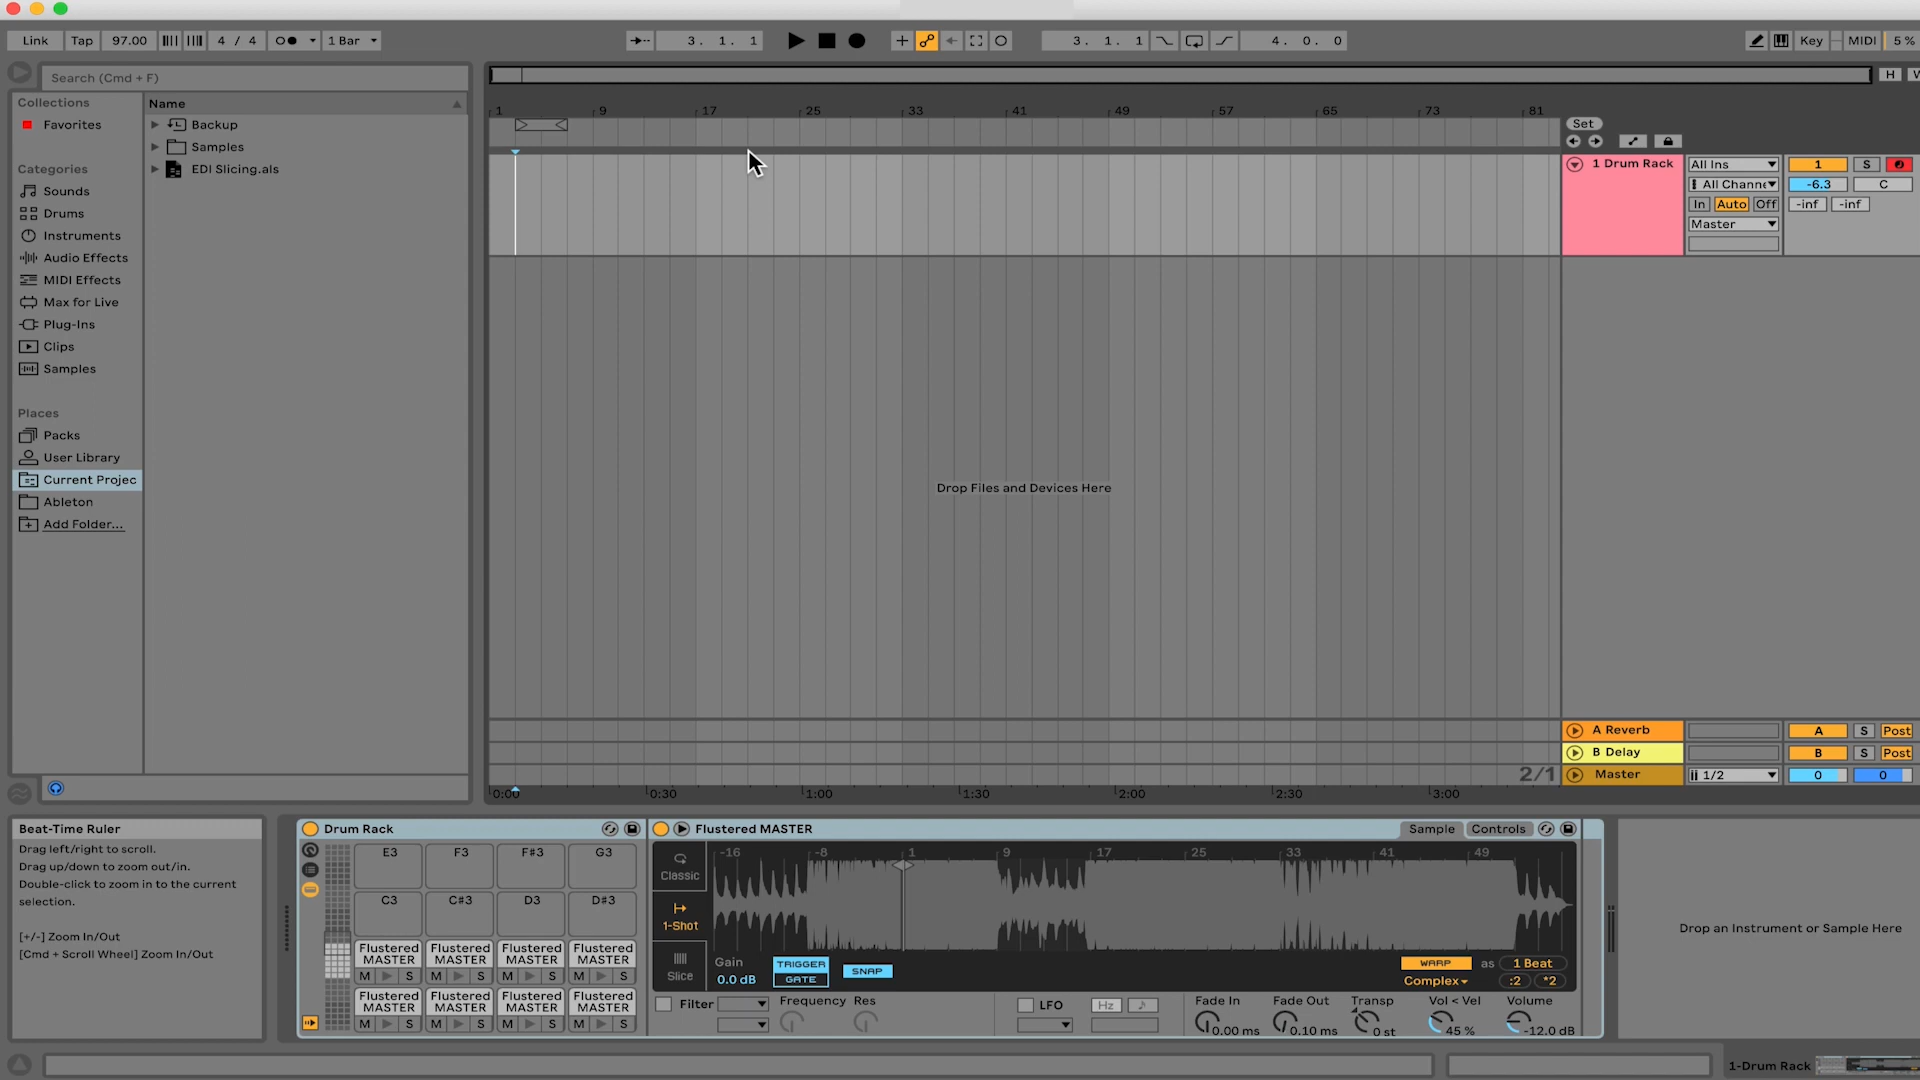 Link Tap 97.00 4 / 4 1 Bar 3. 1. 1 3. 1. 1 4. 0. 0 Key MIDI 5 %
Search (Cmd + F)
H
Collections
Favorites
Categories
Sounds
Drums
Instruments
Audio Effects
MIDI Effects
Max for Live
Plug-Ins
Clips
Samples
Places
Packs
User Library
Current Projec
Ableton
Add Folder...
Name
Backup
Samples
EDI Slicing.als
1 9 17 25 33 41 49 57 65 73 81
Set
Drop Files and Devices Here
1 Drum Rack All Ins 1 S
All Channe -6.3 C
In Auto Off -inf -inf
Master
A Reverb A S Post
B Delay B S Post
2/1 Master 1/2 0 0
0:00 0:30 1:00 1:30 2:00 2:30 3:00
Beat-Time Ruler
Drag left/right to scroll.
Drag up/down to zoom out/in.
Double-click to zoom in to the current
selection.
[+/-] Zoom In/Out
[Cmd + Scroll Wheel] Zoom In/Out
Drum Rack
E3 F3 F#3 G3
C3 C#3 D3 D#3
Flustered MASTER Flustered MASTER Flustered MASTER Flustered MASTER
M S M S M S M S
Flustered MASTER Flustered MASTER Flustered MASTER Flustered MASTER
M S M S M S M S
Flustered MASTER Sample Controls
Classic
1-Shot
Slice
-16 -8 1 9 17 25 33 41 49
Gain TRIGGER SNAP WARP as 1 Beat
0.0 dB GATE Complex :2 *2
Filter Frequency Res LFO Hz Fade In Fade Out Transp Vol < Vel Volume
0.00 ms 0.10 ms 0 st 45 % -12.0 dB
Drop an Instrument or Sample Here
1-Drum Rack